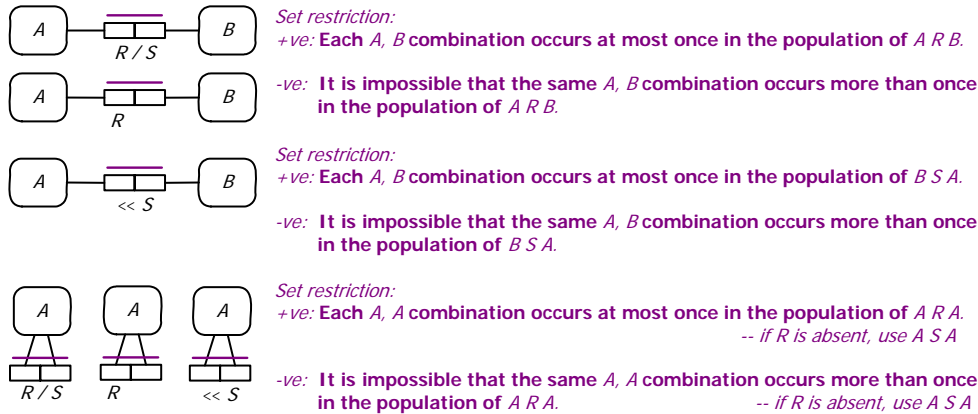 A
B
R / S
Set restriction:
+ve: Each A, B combination occurs at most once in the population of A R B.
A
B
R
-ve: It is impossible that the same A, B combination occurs more than once
in the population of A R B.
A
B
<< S
Set restriction:
+ve: Each A, B combination occurs at most once in the population of B S A.
-ve: It is impossible that the same A, B combination occurs more than once
in the population of B S A.
A
A
A
R / S
R
<< S
Set restriction:
+ve: Each A, A combination occurs at most once in the population of A R A.
-- if R is absent, use A S A
-ve: It is impossible that the same A, A combination occurs more than once
in the population of A R A. -- if R is absent, use A S A